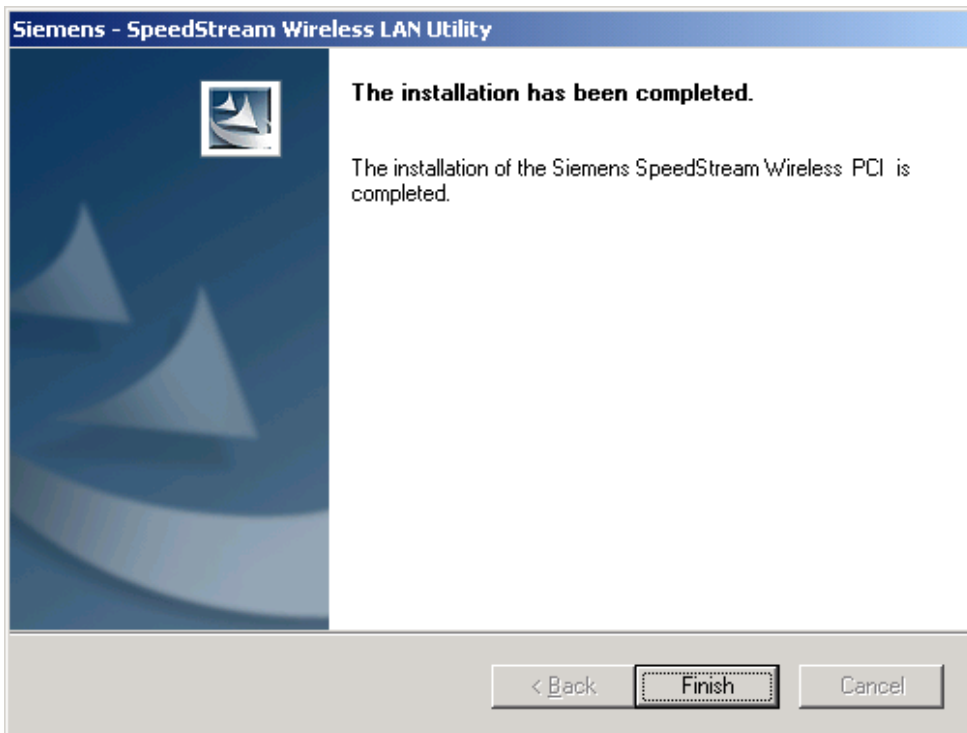 Siemens - SpeedStream Wireless LAN Utility
The installation has been completed.
The installation of the Siemens SpeedStream Wireless PCI is
completed.
< Back
Finish
Cancel